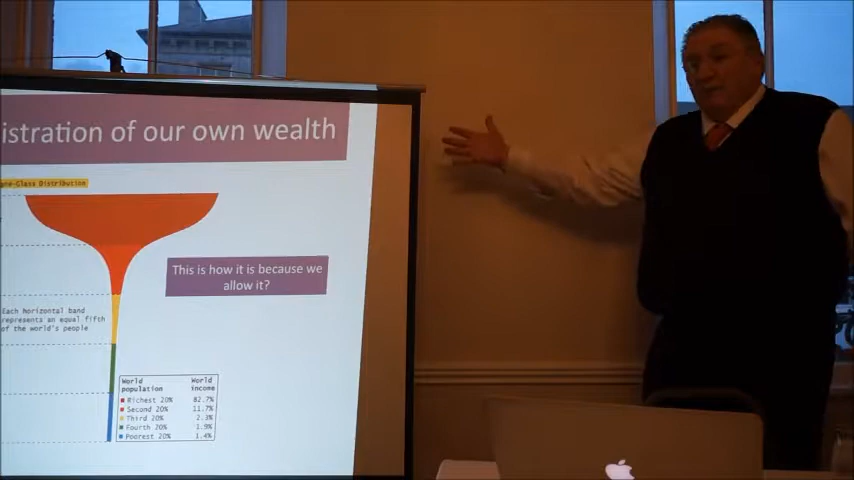 istration of our own wealth
gne-Glass Distribution
This is how it is because we
allow it?
Each horizontal band
represents an equal fifth
of the world's people
World population World income
Richest 20% 82.7%
Second 20% 11.7%
Third 20% 2.3%
Fourth 20% 1.9%
Poorest 20% 1.4%